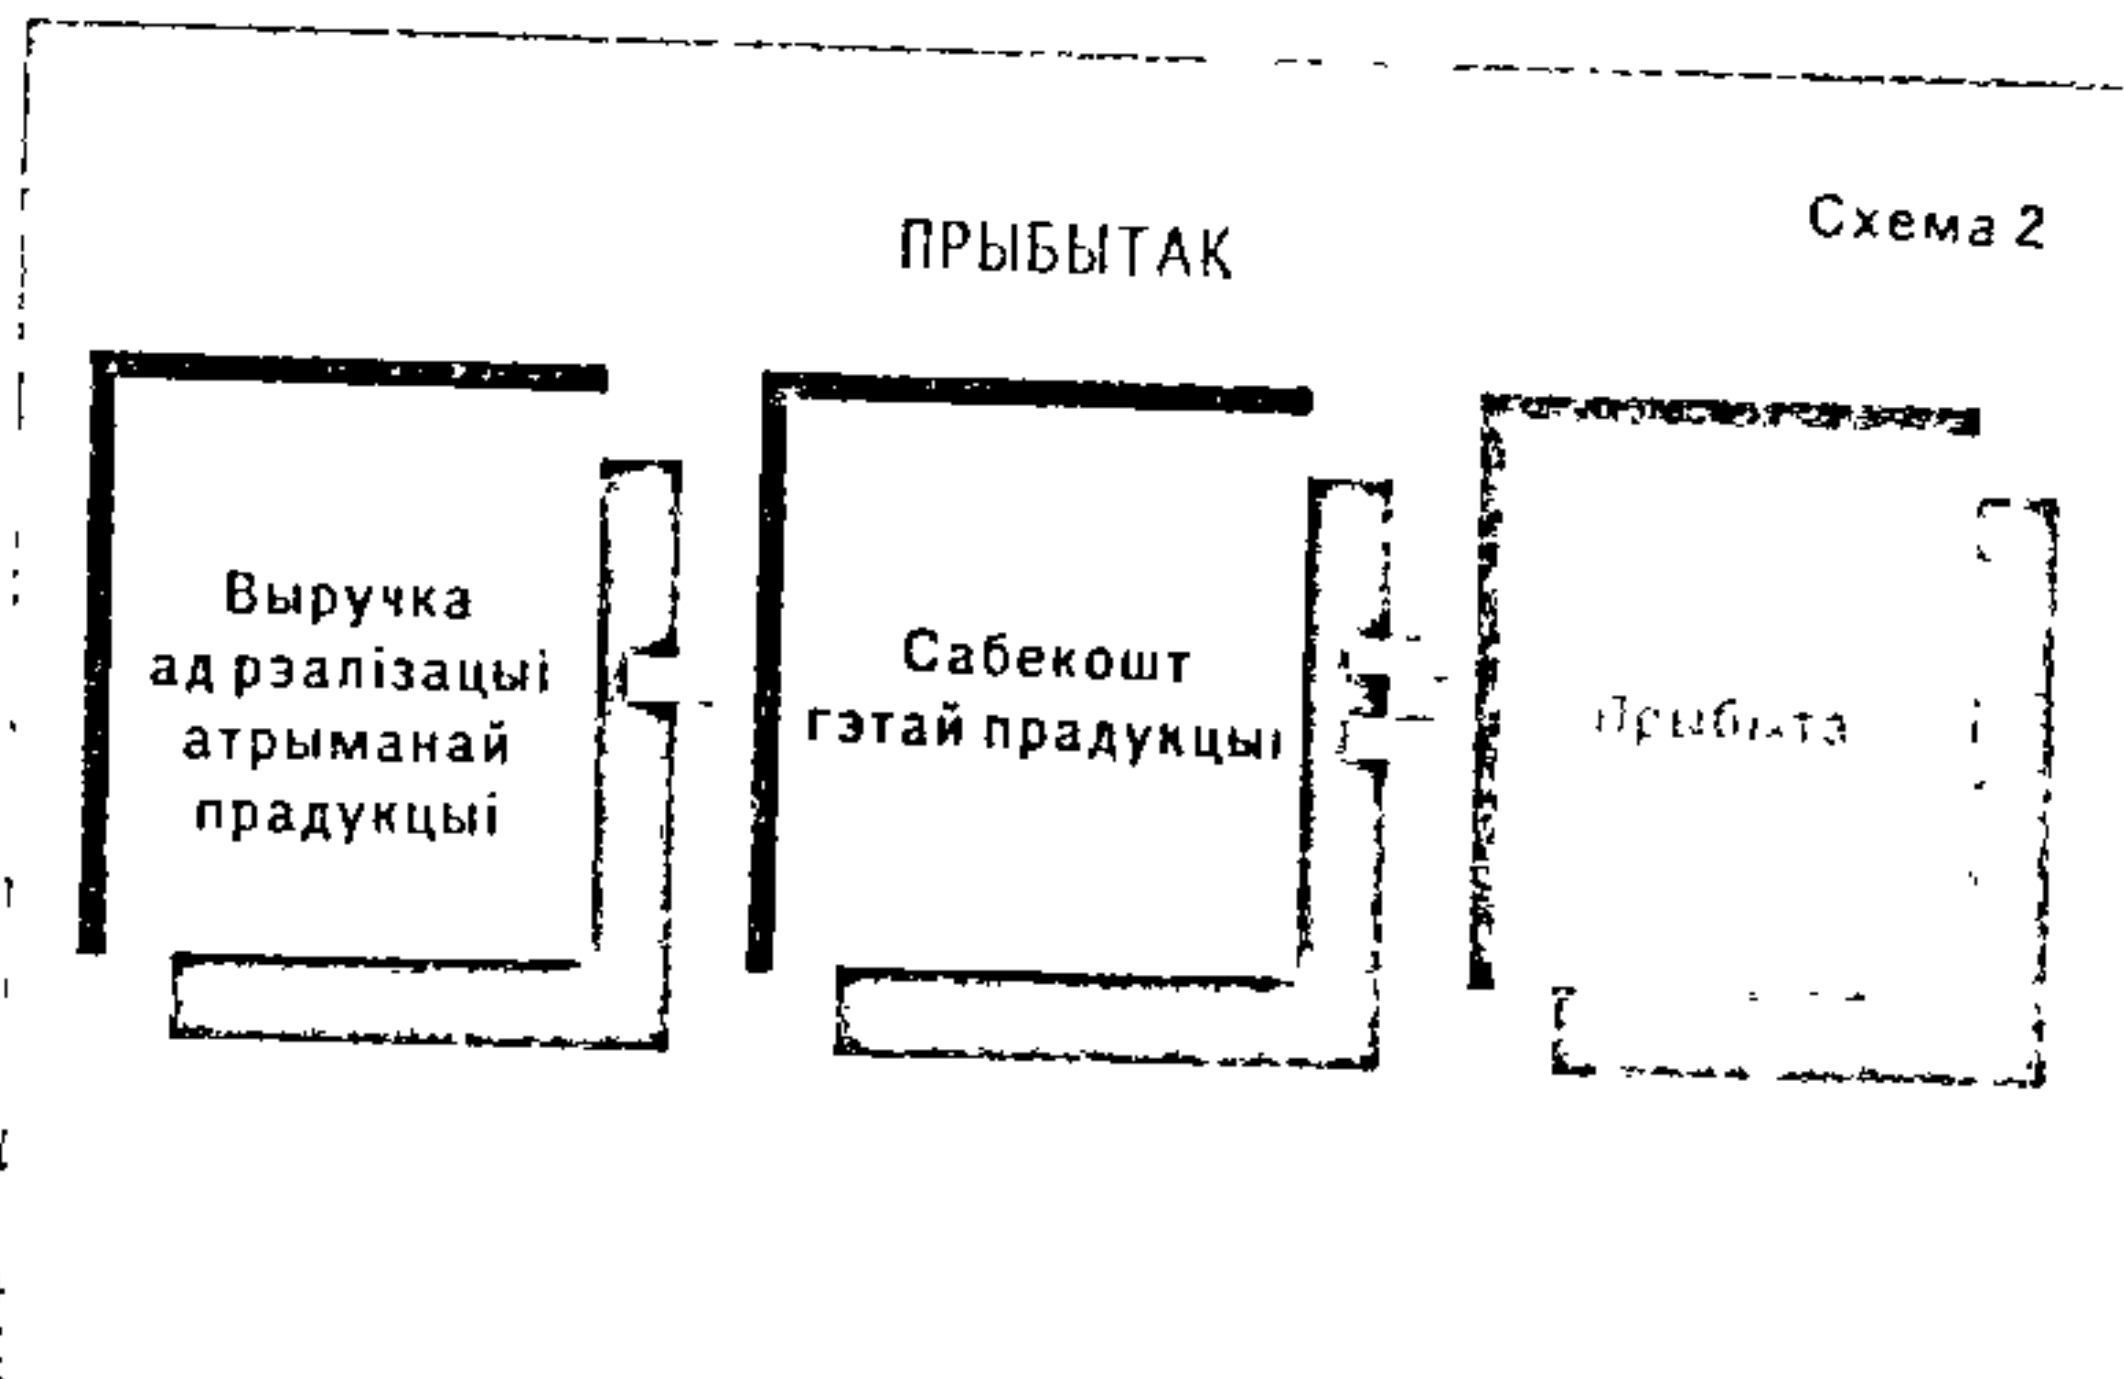 Схема 2
ПРЫБЫТАК
Выручка
ад рэалізацыі
атрыманай
прадукцыі
Сабекошт
гэтай прадукцыі